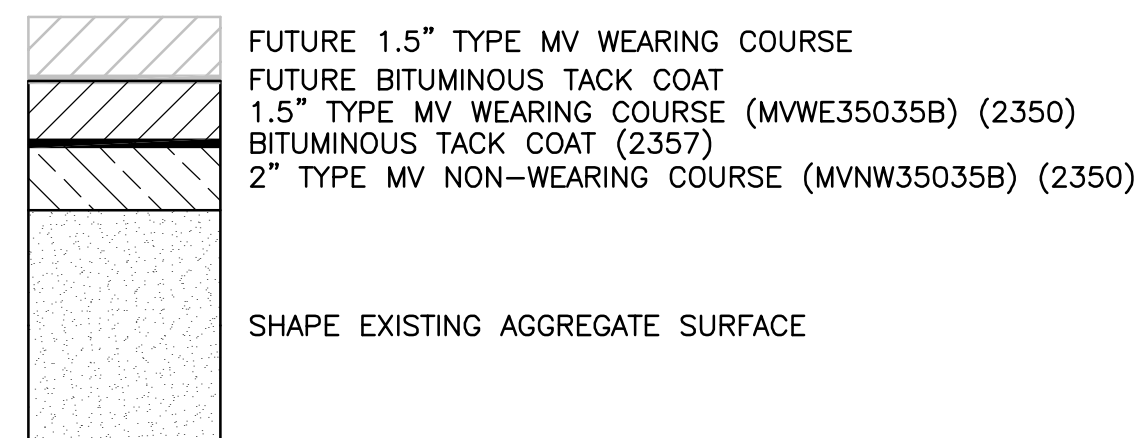 FUTURE 1.5” TYPE MV WEARING COURSE
FUTURE BITUMINOUS TACK COAT
1.5” TYPE MV WEARING COURSE (MVWE35035B) (2350)
BITUMINOUS TACK COAT (2357)
2” TYPE MV NON–WEARING COURSE (MVNW35035B) (2350)
SHAPE EXISTING AGGREGATE SURFACE